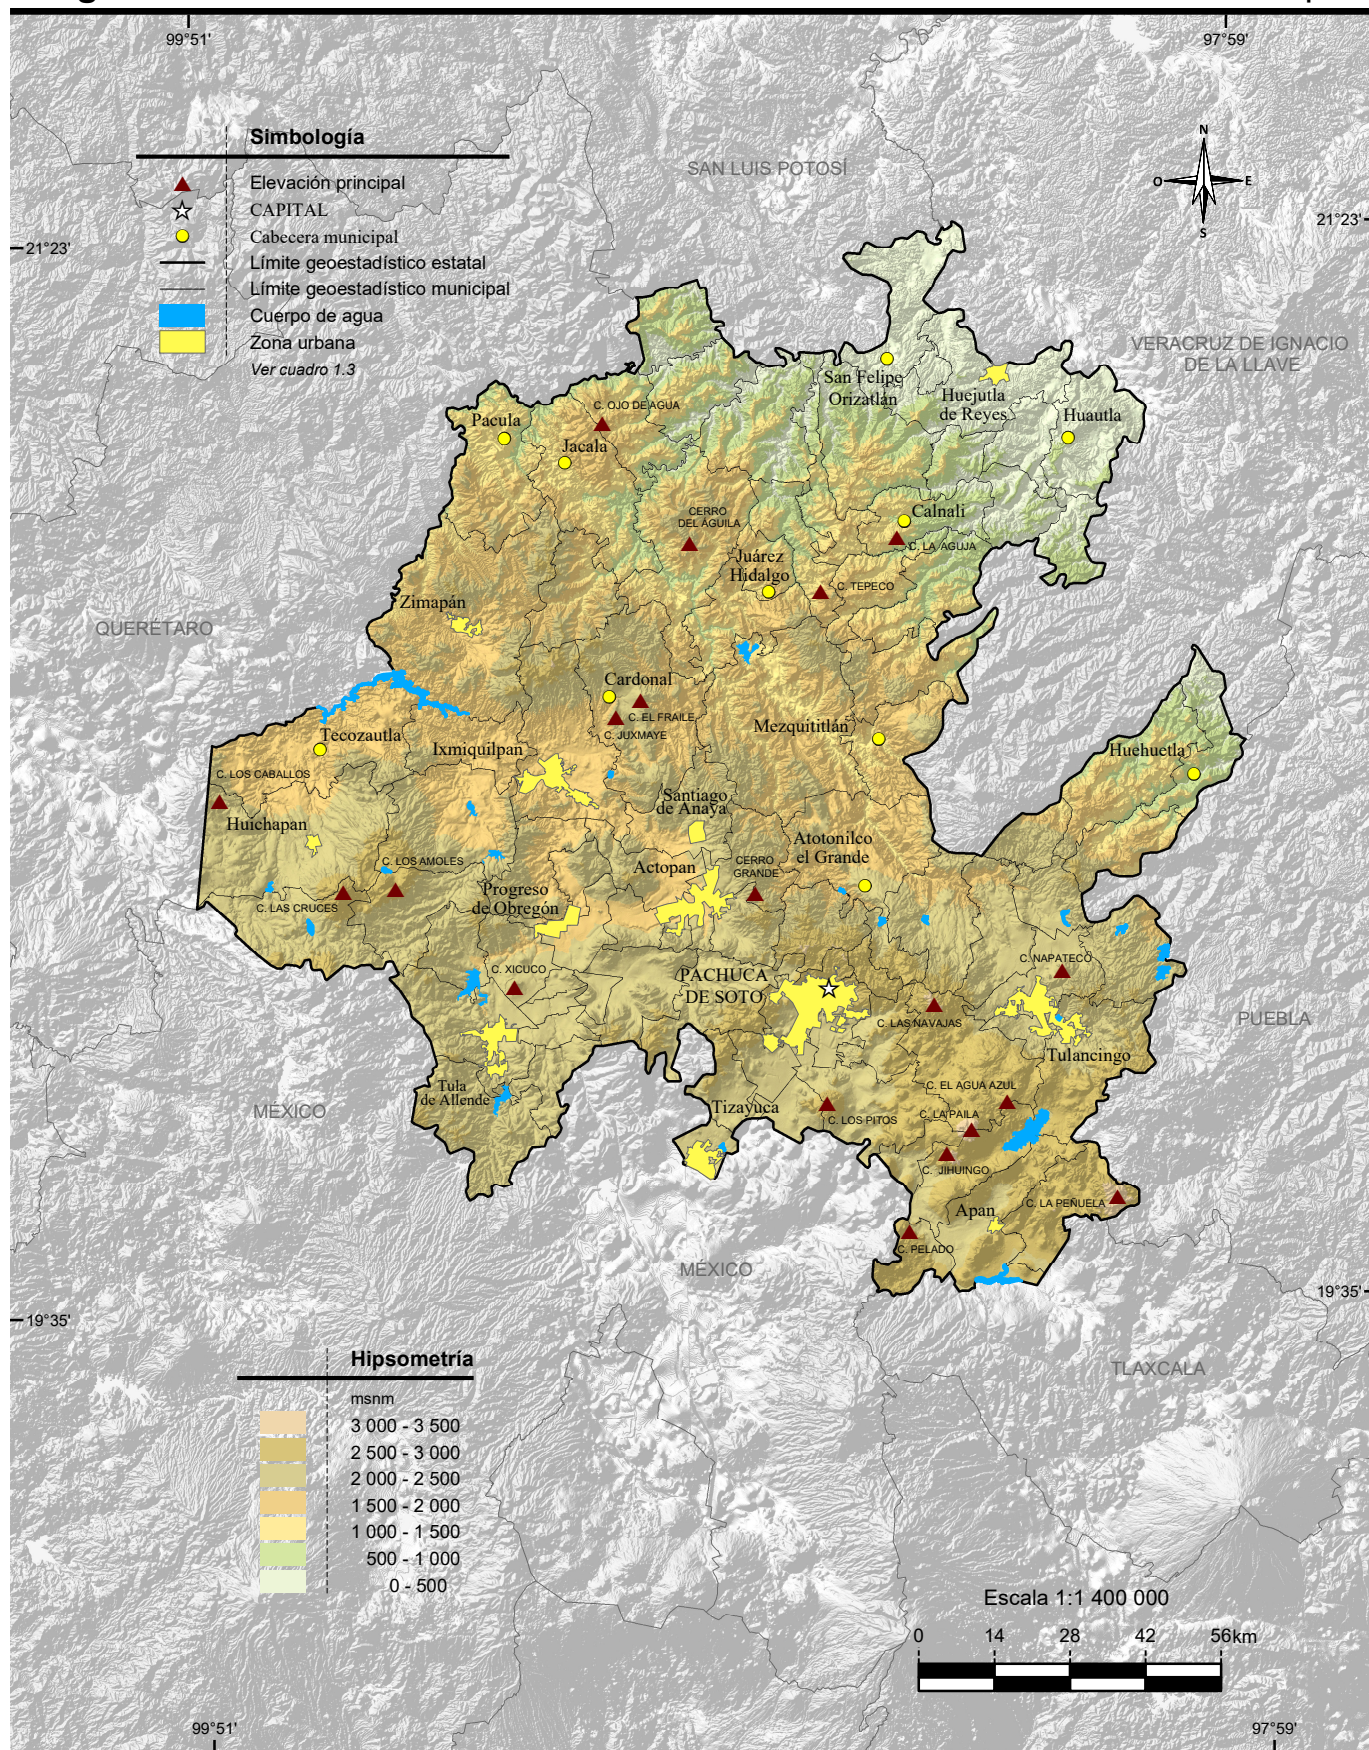 99°51'
97°59'
Simbología
Elevación principal
CAPITAL
Cabecera municipal
Límite geoestadístico estatal
Límite geoestadístico municipal
Cuerpo de agua
Zona urbana
Ver cuadro 1.3
SAN LUIS POTOSÍ
N
O
E
S
21°23'
21°23'
VERACRUZ DE IGNACIO
DE LA LLAVE
San Felipe
Orizatlán
Huejutla
de Reyes
Huautla
C. OJO DE AGUA
Pacula
Jacala
CERRO
DEL ÁGUILA
Calnali
C. LA AGUJA
Juárez
Hidalgo
C. TEPECO
Zimapán
QUERÉTARO
Cardonal
C. EL FRAILE
C. JUXMAYE
Mezquititlán
Tecozautla
Ixmiquilpan
Huehuetla
C. LOS CABALLOS
Huichapan
Santiago
de Anaya
Atotonilco
el Grande
C. LOS AMOLES
Actopan
CERRO
GRANDE
Progreso
de Obregón
C. LAS CRUCES
C. XICUCO
PACHUCA
DE SOTO
C. NAPATECO
C. LAS NAVAJAS
PUEBLA
Tulancingo
Tula
de Allende
MÉXICO
Tizayuca
C. EL AGUA AZUL
C. LA PAILA
C. LOS PITOS
C. JIHUINGO
C. LA PEÑUELA
Apan
C. PELADO
MÉXICO
19°35'
19°35'
TLAXCALA
Hipsometría
msnm
3 000 - 3 500
2 500 - 3 000
2 000 - 2 500
1 500 - 2 000
1 000 - 1 500
500 - 1 000
0 - 500
Escala 1:1 400 000
0 14 28 42 56km
99°51'
97°59'